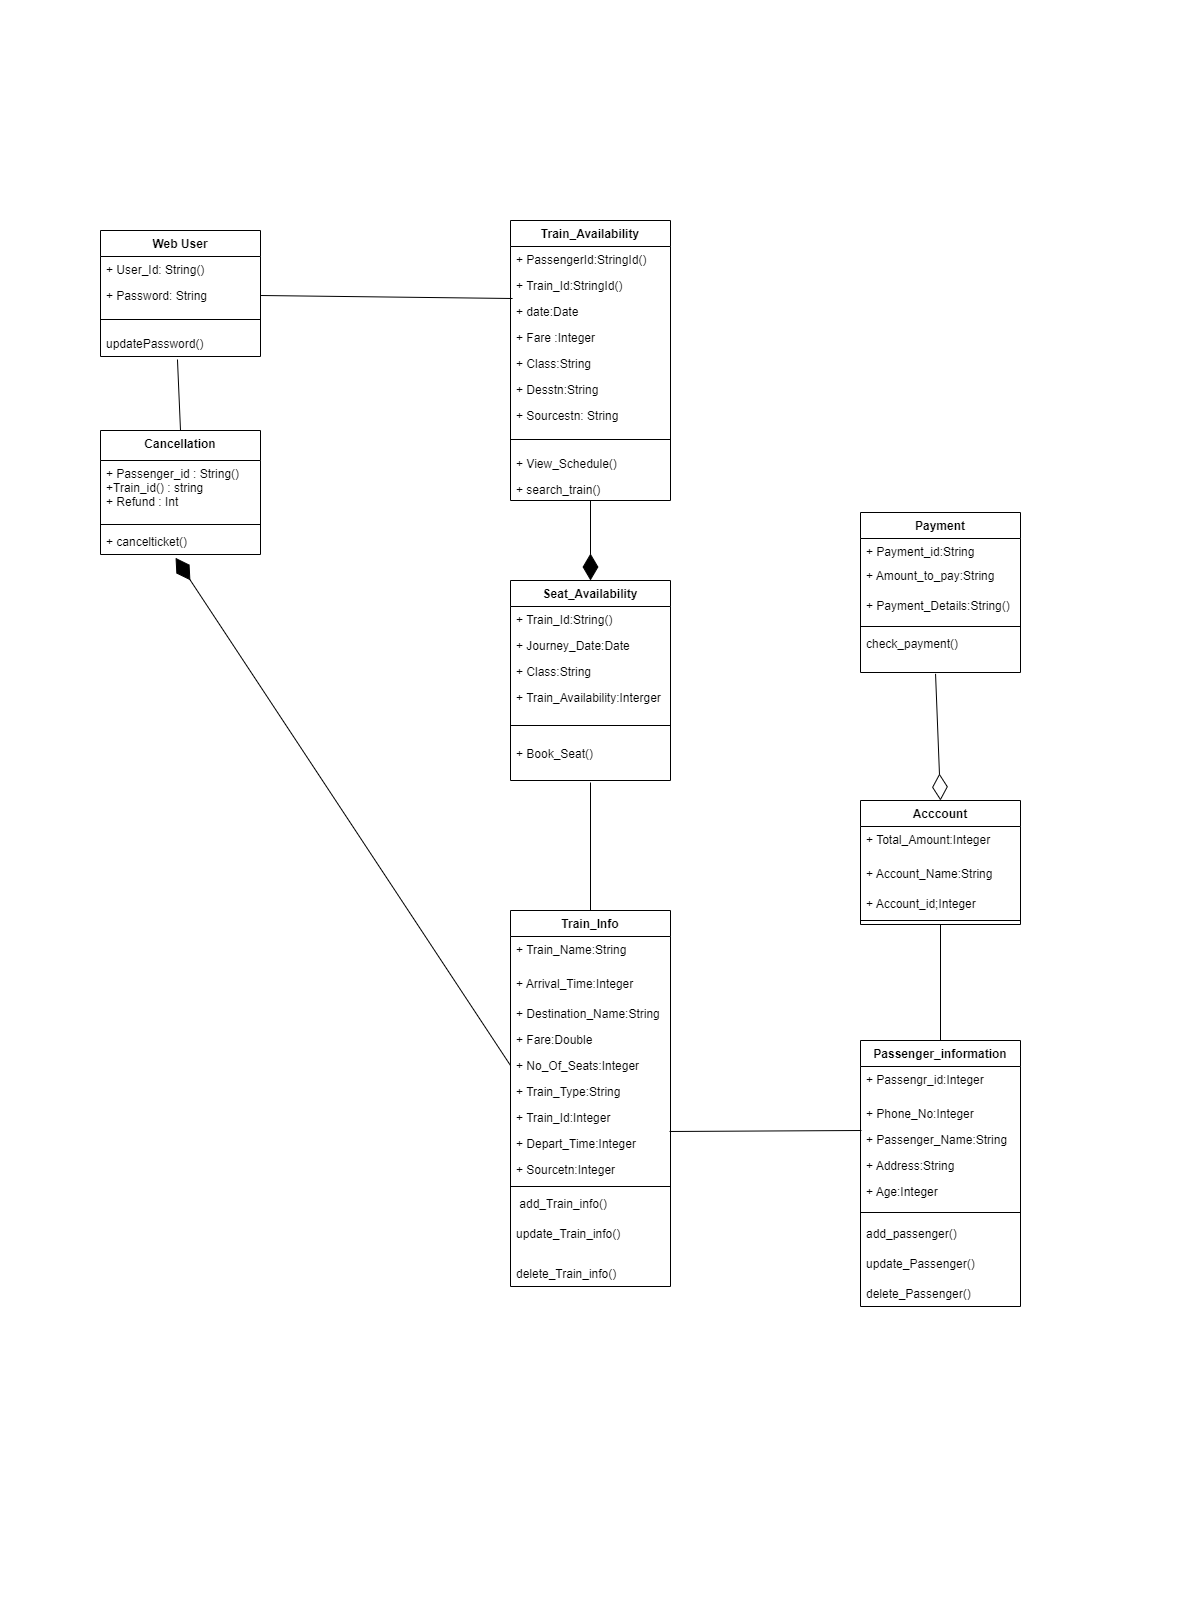 Web User
+ User_Id: String()
+ Password: String
updatePassword()
Cancellation
+ Passenger_id : String()
+Train_id() : string
+ Refund : Int
+ cancelticket()
Train_Availability
+ PassengerId:StringId()
+ Train_Id:StringId()
+ date:Date
+ Fare :Integer
+ Class:String
+ Desstn:String
+ Sourcestn: String
+ View_Schedule()
+ search_train()
Seat_Availability
+ Train_Id:String()
+ Journey_Date:Date
+ Class:String
+ Train_Availability:Interger
+ Book_Seat()
Train_Info
+ Train_Name:String
+ Arrival_Time:Integer
+ Destination_Name:String
+ Fare:Double
+ No_Of_Seats:Integer
+ Train_Type:String
+ Train_Id:Integer
+ Depart_Time:Integer
+ Sourcetn:Integer
add_Train_info()
update_Train_info()
delete_Train_info()
Payment
+ Payment_id:String
+ Amount_to_pay:String
+ Payment_Details:String()
check_payment()
Acccount
+ Total_Amount:Integer
+ Account_Name:String
+ Account_id;Integer
Passenger_information
+ Passengr_id:Integer
+ Phone_No:Integer
+ Passenger_Name:String
+ Address:String
+ Age:Integer
add_passenger()
update_Passenger()
delete_Passenger()